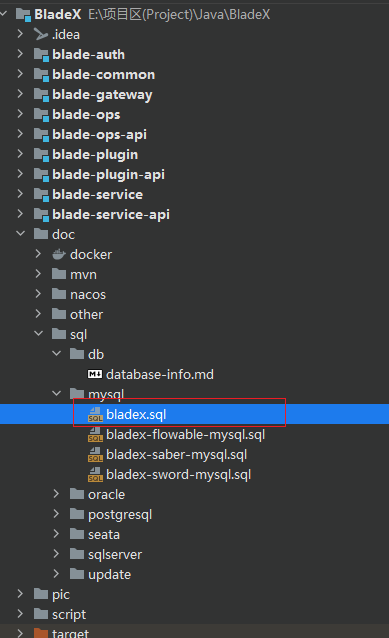 BladeX E:\项目区(Project)\Java\BladeX
.idea
blade-auth
blade-common
blade-gateway
blade-ops
blade-ops-api
blade-plugin
blade-plugin-api
blade-service
blade-service-api
doc
docker
mvn
nacos
other
sql
db
database-info.md
mysql
bladex.sql
bladex-flowable-mysql.sql
bladex-saber-mysql.sql
bladex-sword-mysql.sql
oracle
postgresql
seata
sqlserver
update
pic
script
target